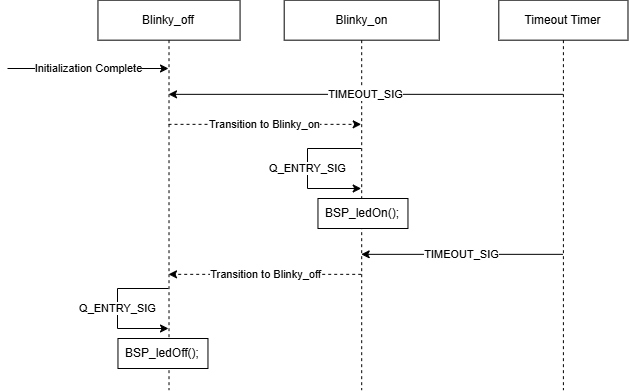 Blinky_off
Blinky_on
Timeout Timer
Initialization Complete
TIMEOUT_SIG
Transition to Blinky_on
Q_ENTRY_SIG
BSP_ledOn();
TIMEOUT_SIG
Transition to Blinky_off
Q_ENTRY_SIG
BSP_ledOff();